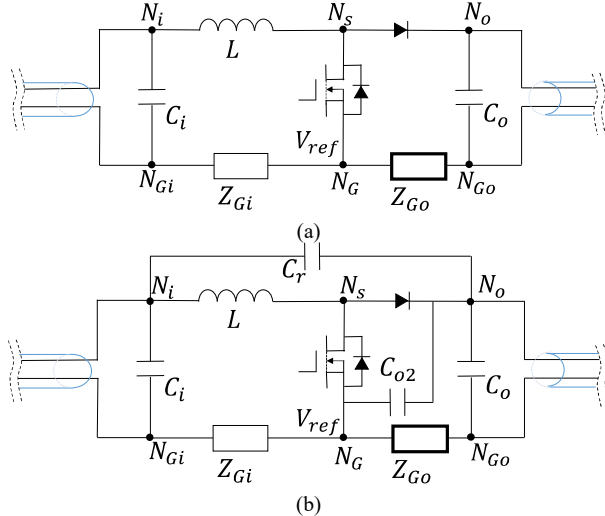 N_i N_s N_o
L
C_i C_o
V_ref
N_Gi Z_Gi N_G Z_Go N_Go
(a)
C_r
N_i N_s N_o
L
C_i C_o2 C_o
V_ref
N_Gi Z_Gi N_G Z_Go N_Go
(b)